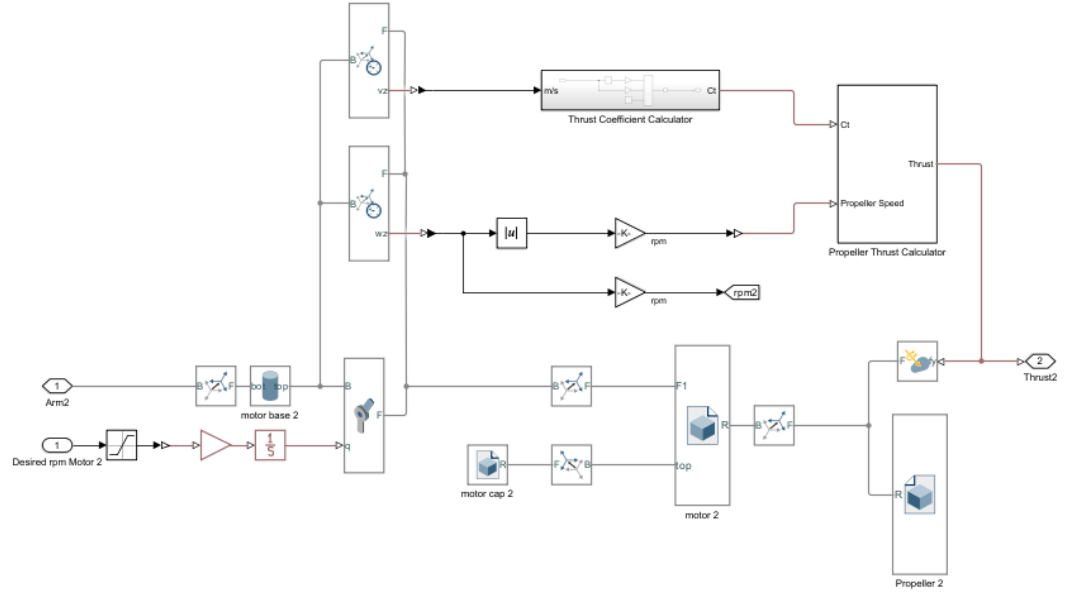 F
B
vz
m/s
Ct
Thrust Coefficient Calculator
Ct
Thrust
Propeller Speed
Propeller Thrust Calculator
F
B
wz
|u|
-K-
rpm
-K-
rpm
rpm2
1
Arm2
B
F
bot
top
motor base 2
B
F
q
1
Desired rpm Motor 2
1
S
B
F
F1
R
top
motor 2
R
motor cap 2
F
B
B
F
F
fy
2
Thrust2
R
Propeller 2